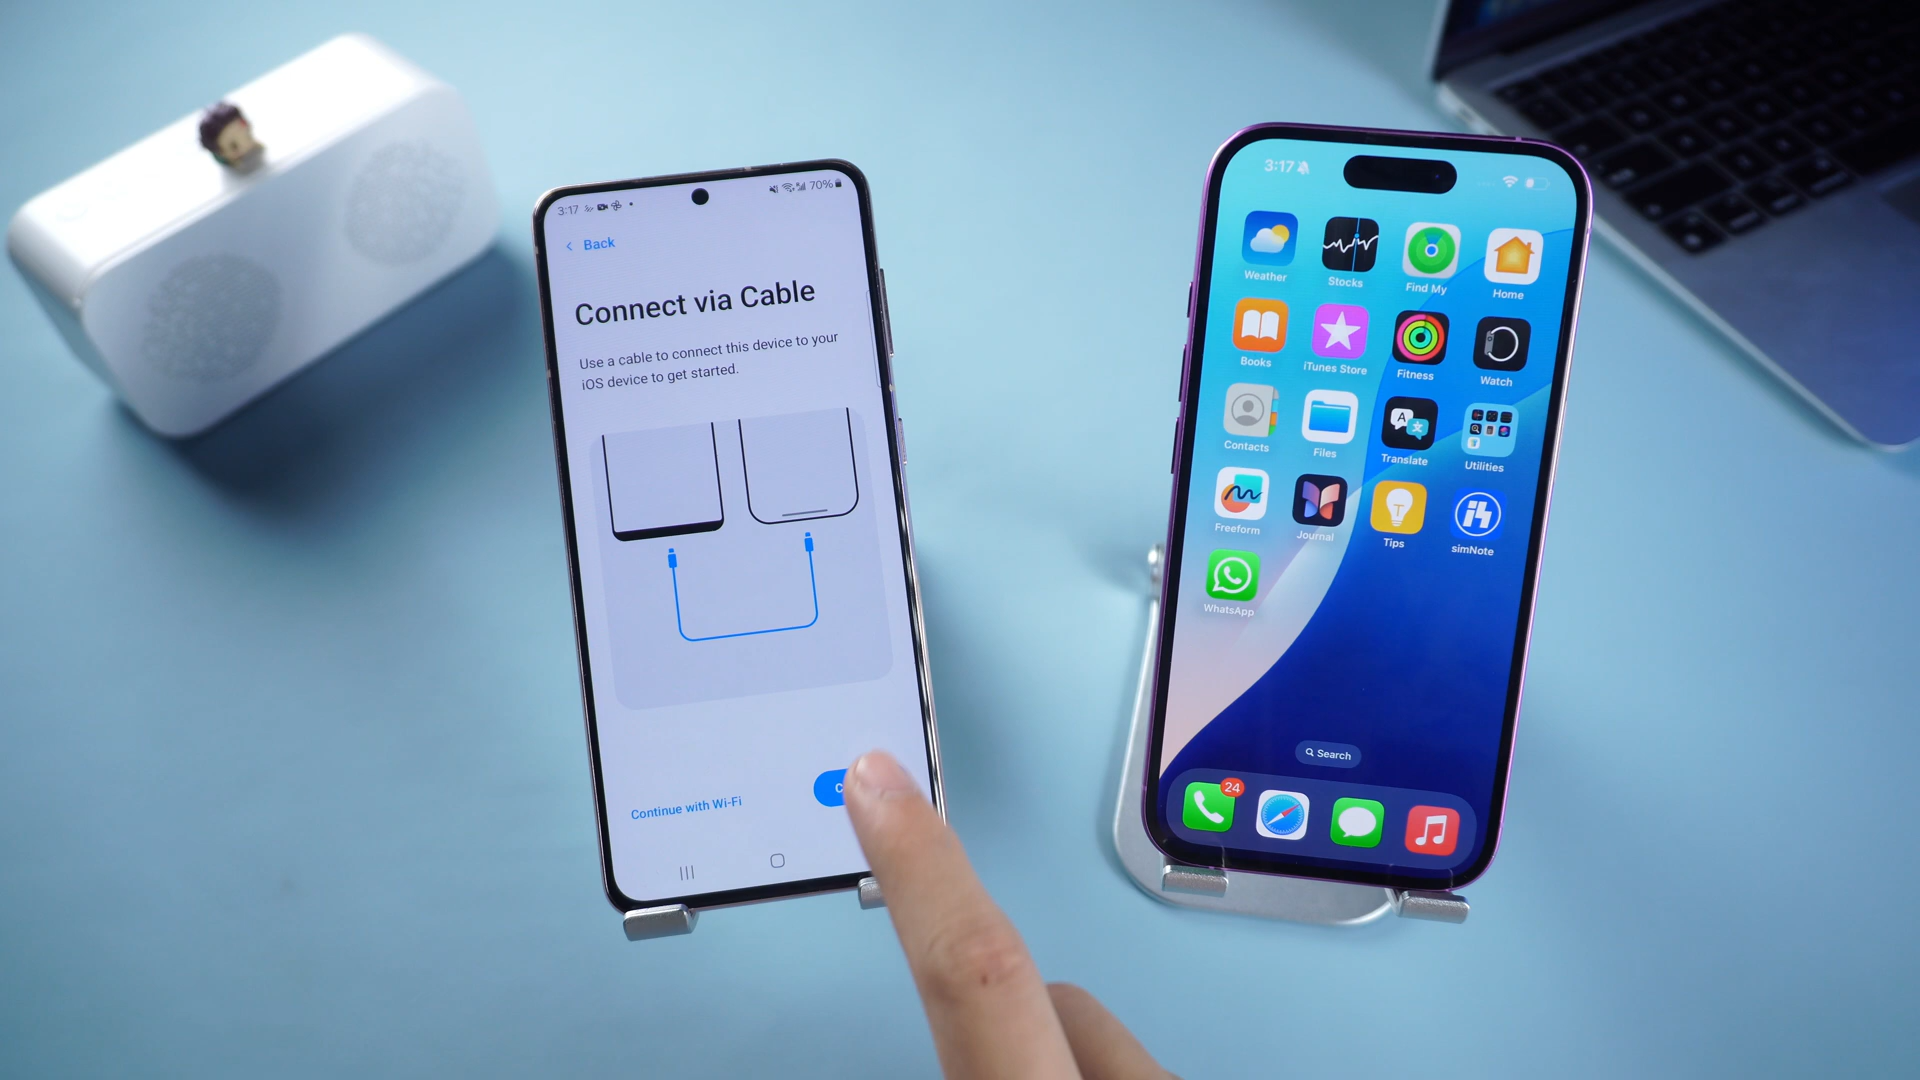 3:17
70%
Back
Connect via Cable
Use a cable to connect this device to your
iOS device to get started.
Continue with Wi-Fi
3:17
Weather
Stocks
Find My
Home
Books
iTunes Store
Fitness
Watch
Contacts
Files
Translate
Utilities
Freeform
Journal
Tips
simNote
WhatsApp
Search
24